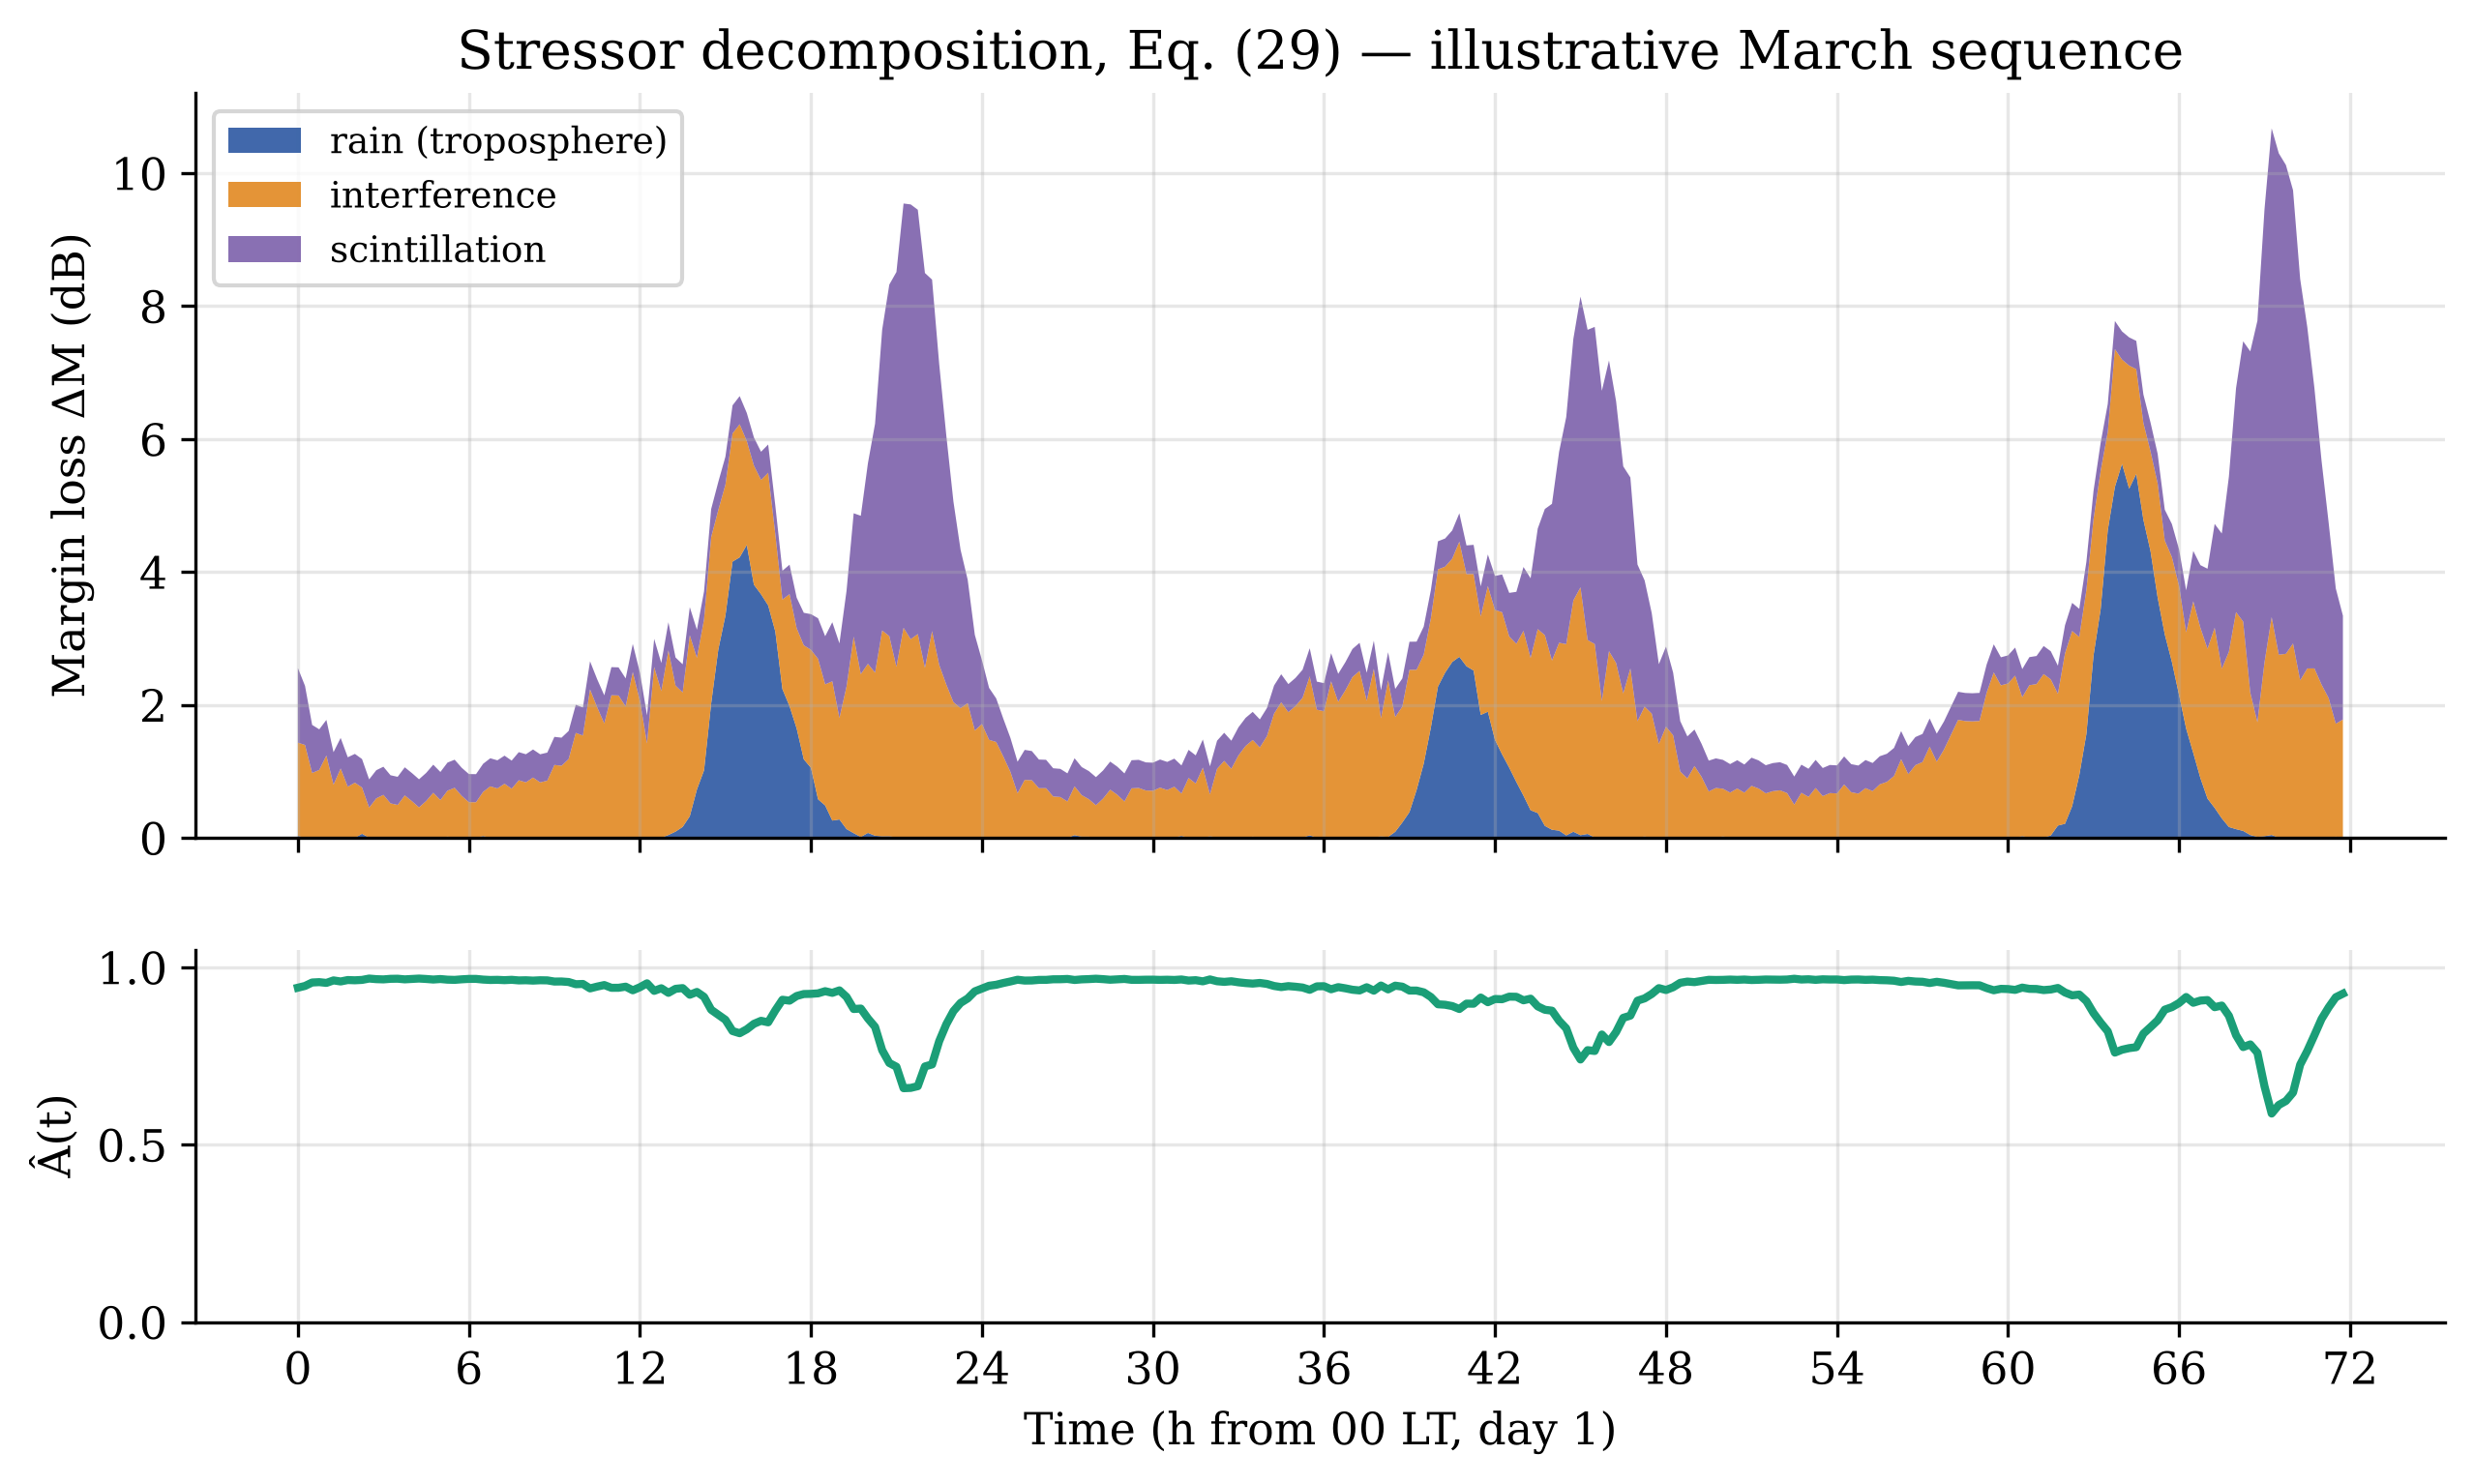 Stressor decomposition, Eq. (29) — illustrative March sequence
rain (troposphere)
interference
scintillation
Margin loss ΔM (dB)
10
8
6
4
2
0
Â(t)
1.0
0.5
0.0
0 6 12 18 24 30 36 42 48 54 60 66 72
Time (h from 00 LT, day 1)